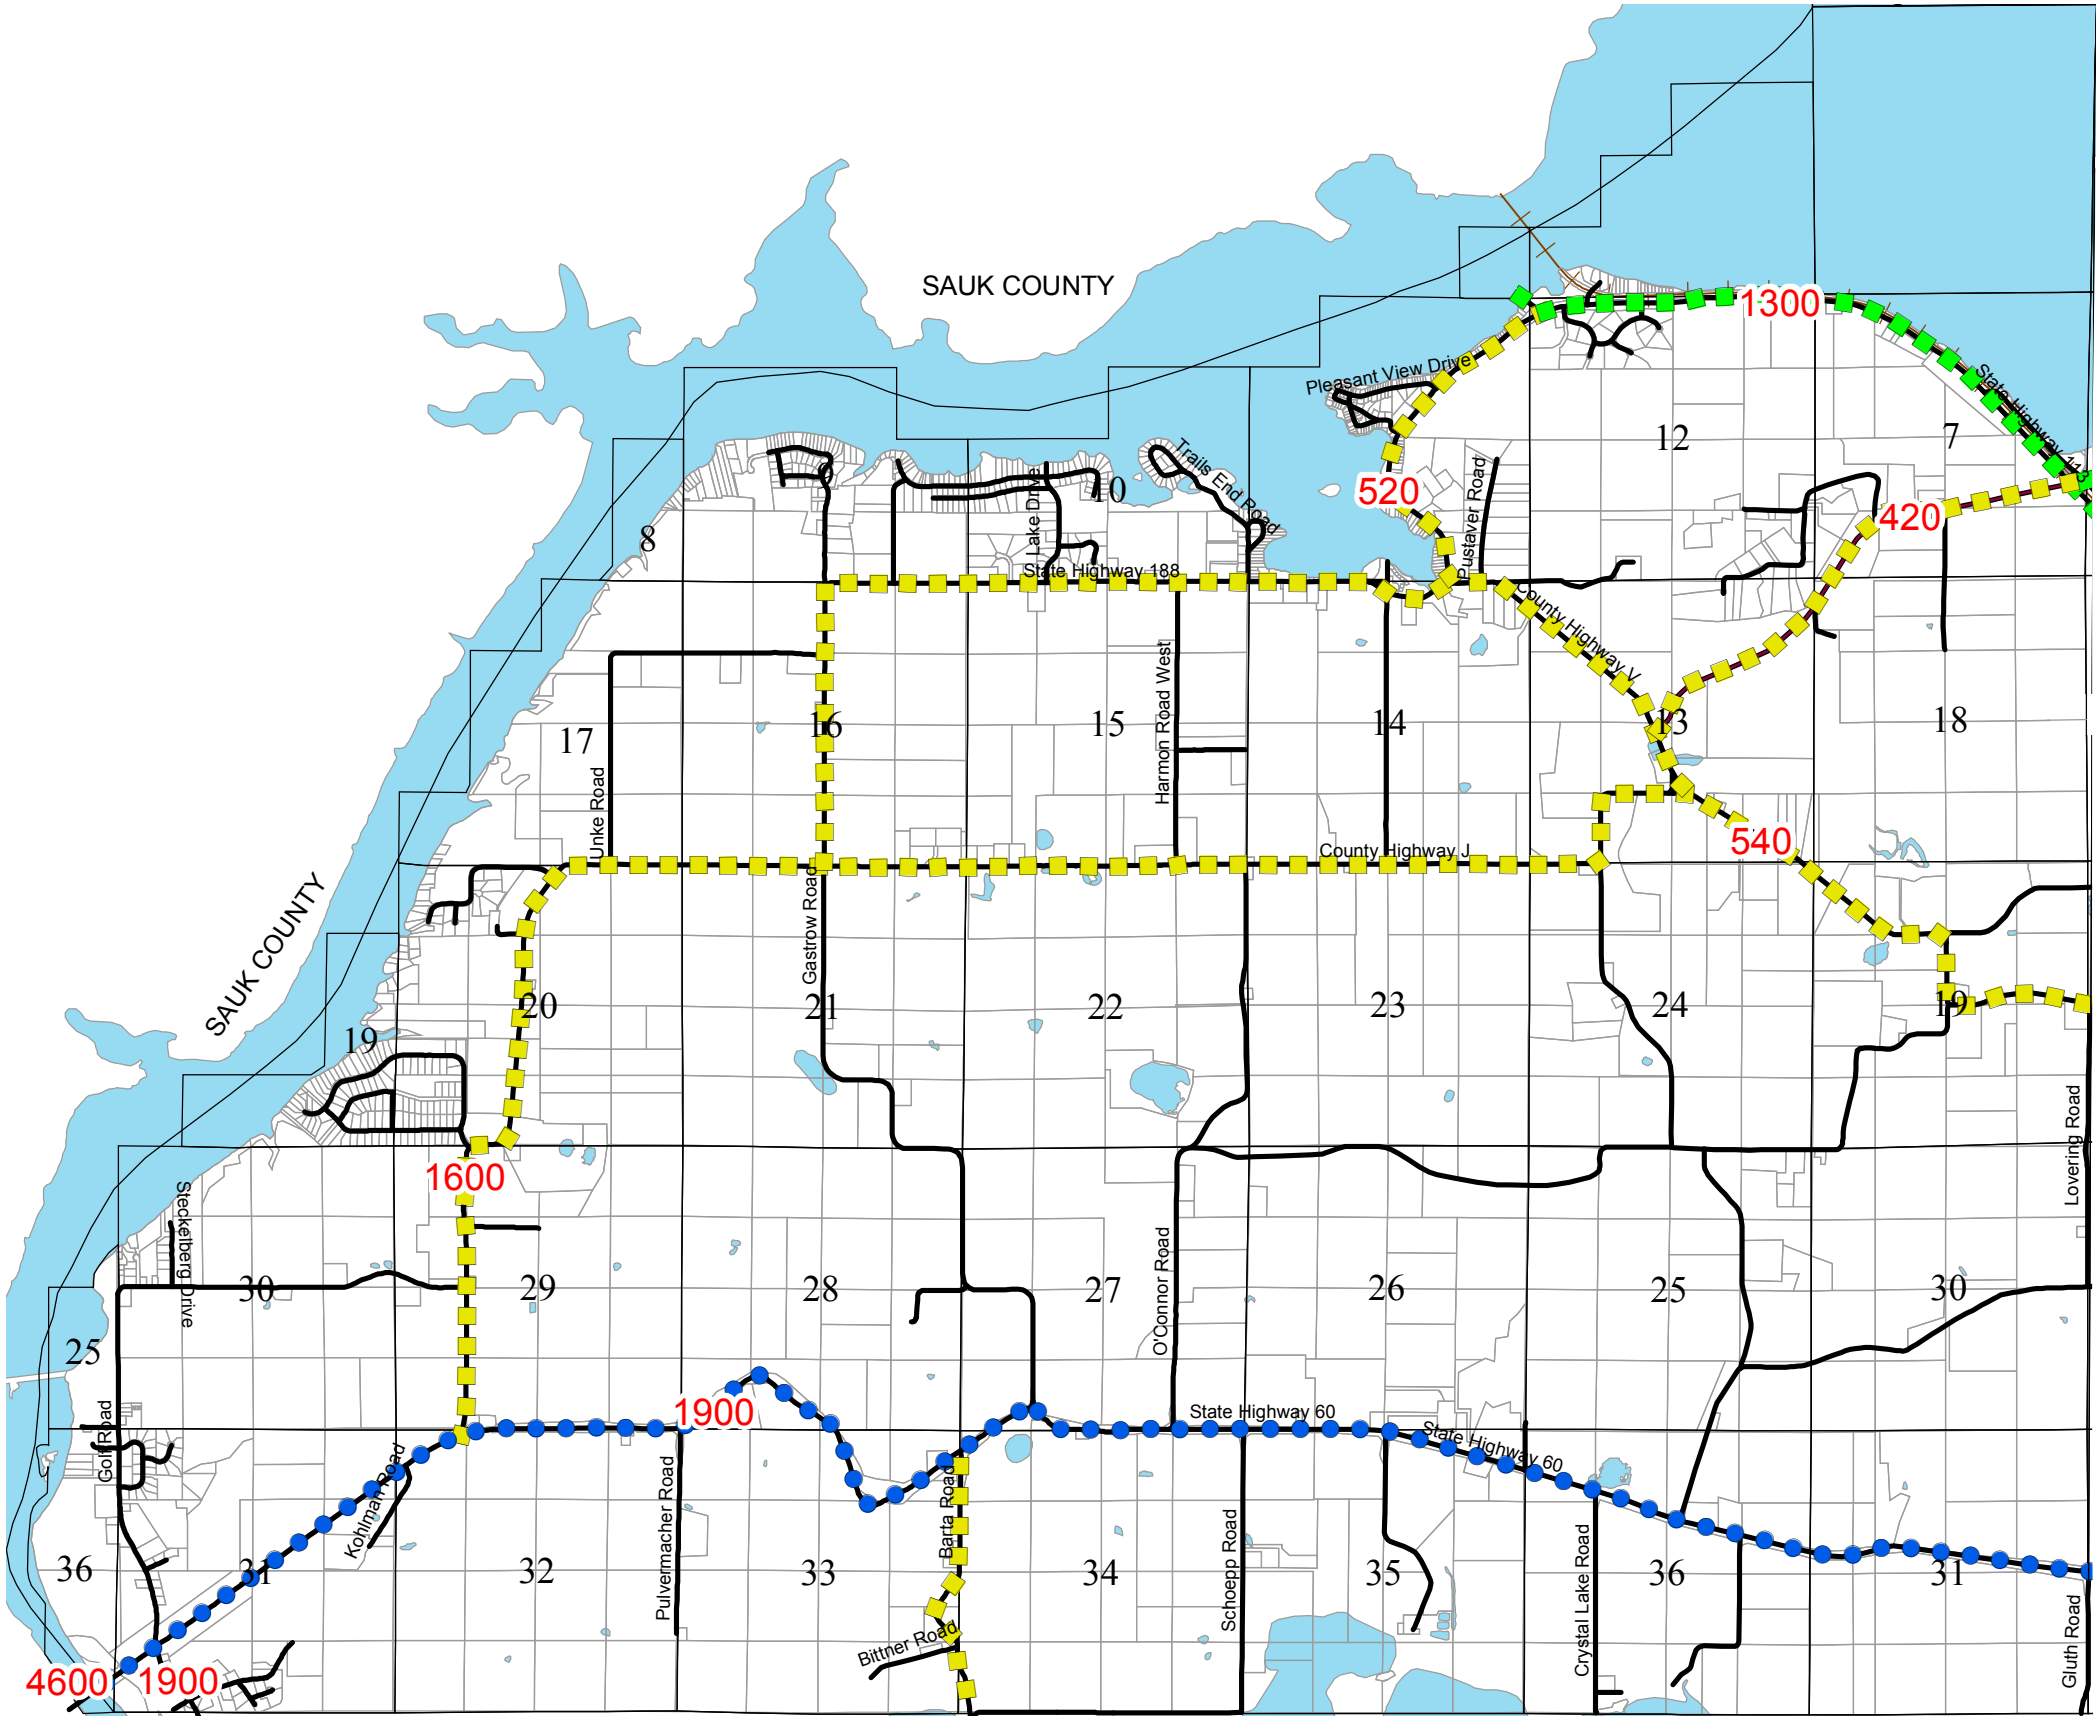 SAUK COUNTY
1300
Pleasant View Drive
State Highway 113
12
7
9
Trails End Road
10
520
Pustaver Road
Lake Drive
420
8
State Highway 188
County Highway V
Harmon Road West
17
16
15
14
13
18
Unke Road
540
County Highway J
SAUK COUNTY
Gastrow Road
19
20
21
22
23
24
19
Lovering Road
1600
Steckelberg Drive
30
29
28
27
O'Connor Road
26
25
30
25
Golf Road
1900
State Highway 60
State Highway 60
Kohlman Road
Pulvermacher Road
Barta Road
Schoepp Road
Crystal Lake Road
36
31
32
33
34
35
36
31
Bittner Road
Gluth Road
4600
1900